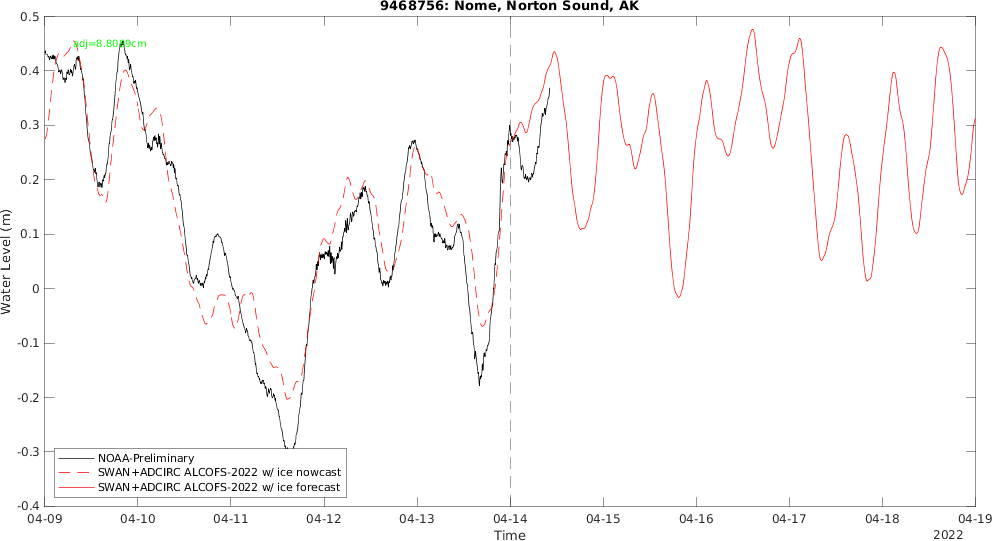 9468756: Nome, Norton Sound, AK
adj=8.8089cm
Water Level (m)
0.5
0.4
0.3
0.2
0.1
0
-0.1
-0.2
-0.3
-0.4
NOAA-Preliminary
SWAN+ADCIRC ALCOFS-2022 w/ ice nowcast
SWAN+ADCIRC ALCOFS-2022 w/ ice forecast
04-09 04-10 04-11 04-12 04-13 04-14 04-15 04-16 04-17 04-18 04-19
Time
2022